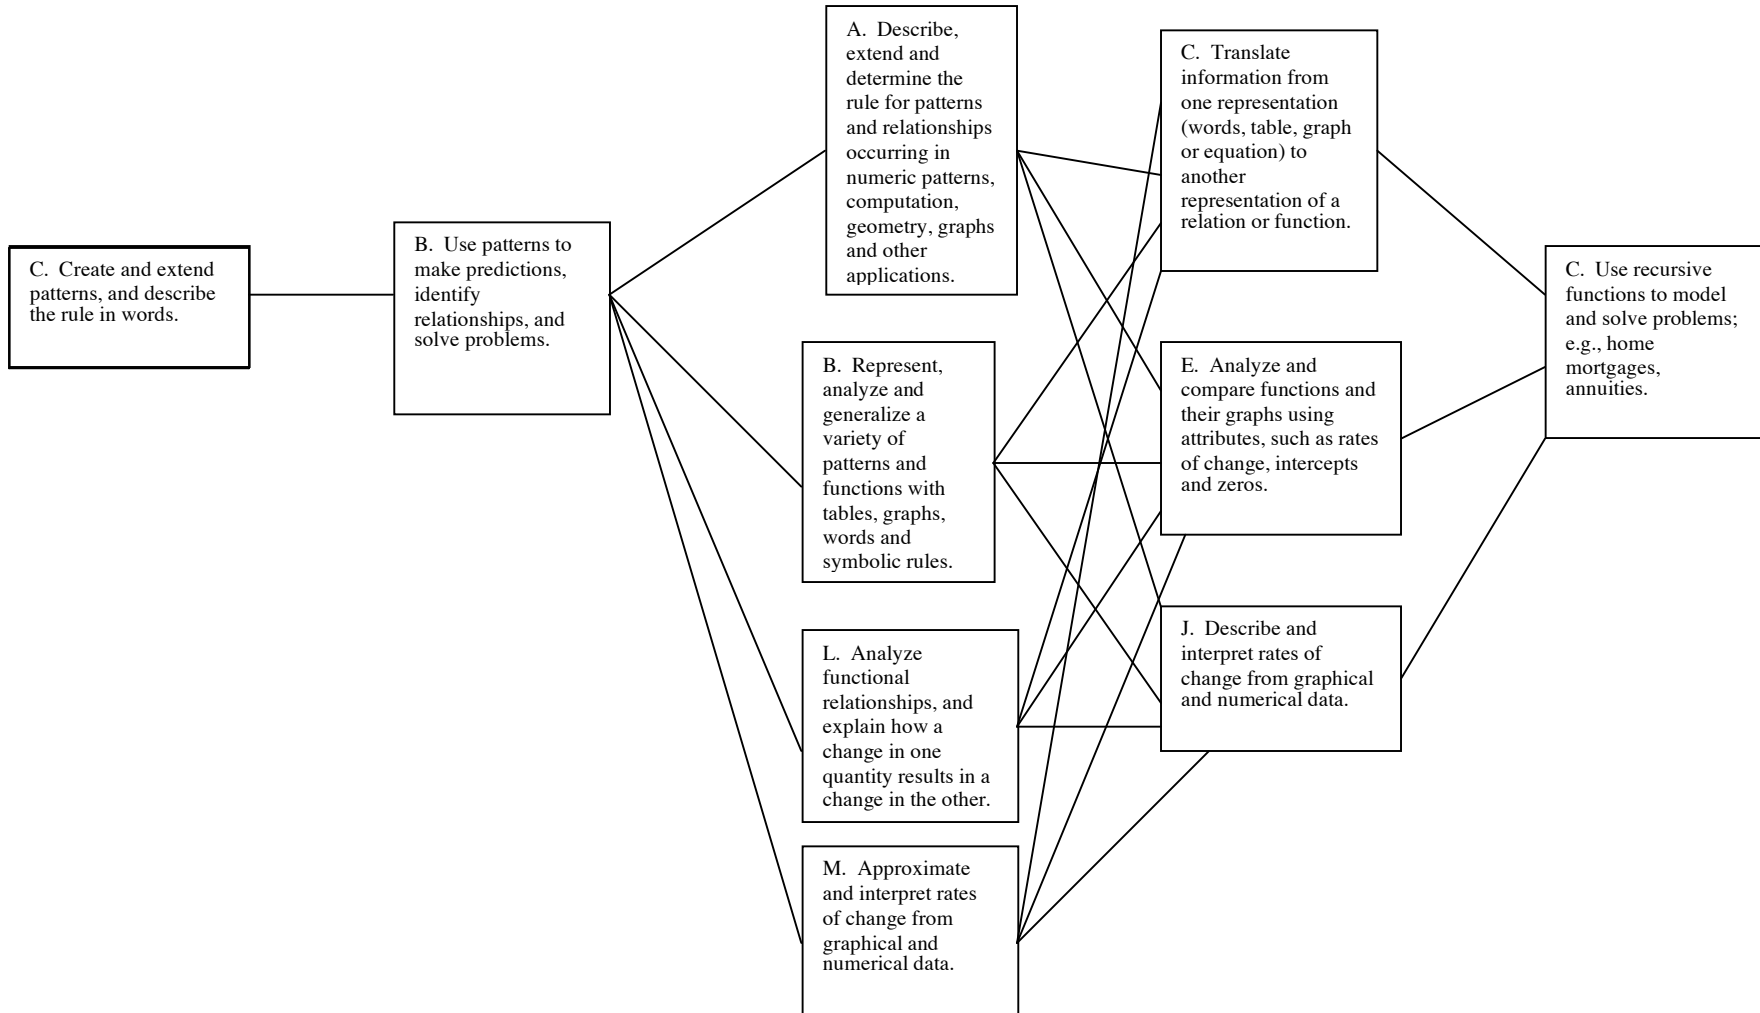 C. Create and extend
patterns, and describe
the rule in words.
B. Use patterns to
make predictions,
identify
relationships, and
solve problems.
A. Describe,
extend and
determine the
rule for patterns
and relationships
occurring in
numeric patterns,
computation,
geometry, graphs
and other
applications.
B. Represent,
analyze and
generalize a
variety of
patterns and
functions with
tables, graphs,
words and
symbolic rules.
L. Analyze
functional
relationships, and
explain how a
change in one
quantity results in a
change in the other.
M. Approximate
and interpret rates
of change from
graphical and
numerical data.
C. Translate
information from
one representation
(words, table, graph
or equation) to
another
representation of a
relation or function.
E. Analyze and
compare functions and
their graphs using
attributes, such as rates
of change, intercepts
and zeros.
J. Describe and
interpret rates of
change from graphical
and numerical data.
C. Use recursive
functions to model
and solve problems;
e.g., home
mortgages,
annuities.